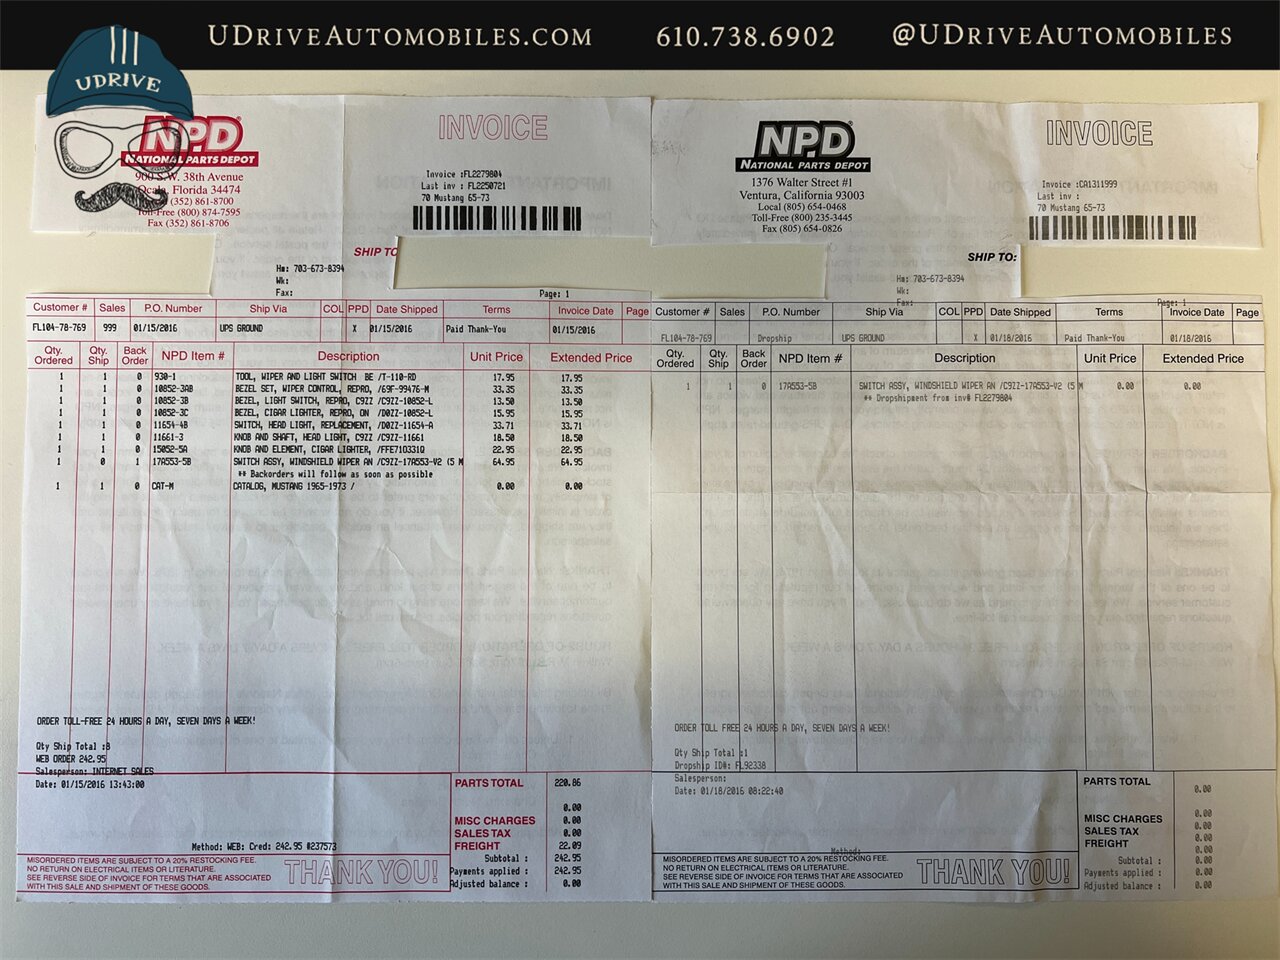 UDRIVEAUTOMOBILES.COM 610.738.6902 @UDRIVEAUTOMOBILES
UDRIVE
NPD
NATIONAL PARTS DEPOT
900 S.W. 38th Avenue
Ocala, Florida 34474
(352) 861-8700
Toll-Free (800) 874-7595
Fax (352) 861-8706
INVOICE
Invoice :FL2279804
Last inv : FL2250721
70 Mustang 65-73
SHIP TO
Hm: 703-673-8394
Wk:
Fax:
Page: 1
Customer # Sales P.O. Number Ship Via COL PPD Date Shipped Terms Invoice Date Page
FL104-78-769 999 01/15/2016 UPS GROUND X 01/15/2016 Paid Thank-You 01/15/2016
Qty. Ordered Qty. Ship Back Order NPD Item # Description Unit Price Extended Price
1 1 0 930-1 TOOL, WIPER AND LIGHT SWITCH BE /T-110-RD 17.95 17.95
1 1 0 10852-3AB BEZEL SET, WIPER CONTROL, REPRO, /69F-99476-M 33.35 33.35
1 1 0 10852-3B BEZEL, LIGHT SWITCH, REPRO, C9ZZ /C9ZZ-10852-L 13.50 13.50
1 1 0 10852-3C BEZEL, CIGAR LIGHTER, REPRO, ON /D0ZZ-10852-L 15.95 15.95
1 1 0 11654-4B SWITCH, HEAD LIGHT, REPLACEMENT, /D0ZZ-11654-A 33.71 33.71
1 1 0 11661-3 KNOB AND SHAFT, HEAD LIGHT, C9ZZ /C9ZZ-11661 18.50 18.50
1 1 0 15052-5A KNOB AND ELEMENT, CIGAR LIGHTER, /FFE710331Q 22.95 22.95
1 0 1 17A553-5B SWITCH ASSY, WINDSHIELD WIPER AN /C9ZZ-17A553-V2 (5 M 64.95 64.95
** Backorders will follow as soon as possible
1 1 0 CAT-M CATALOG, MUSTANG 1965-1973 / 0.00 0.00
ORDER TOLL-FREE 24 HOURS A DAY, SEVEN DAYS A WEEK!
Qty Ship Total :8
WEB ORDER 242.95
Salesperson: INTERNET SALES
Date: 01/15/2016 13:43:00
Method: WEB: Cred: 242.95 #237573
PARTS TOTAL 220.86
0.00
MISC CHARGES 0.00
SALES TAX 0.00
FREIGHT 22.09
Subtotal : 242.95
Payments applied : 242.95
Adjusted balance : 0.00
MISORDERED ITEMS ARE SUBJECT TO A 20% RESTOCKING FEE.
NO RETURN ON ELECTRICAL ITEMS OR LITERATURE.
SEE REVERSE SIDE OF INVOICE FOR TERMS THAT ARE ASSOCIATED
WITH THIS SALE AND SHIPMENT OF THESE GOODS.
THANK YOU!
NPD
NATIONAL PARTS DEPOT
1376 Walter Street #1
Ventura, California 93003
Local (805) 654-0468
Toll-Free (800) 235-3445
Fax (805) 654-0826
INVOICE
Invoice :CA1311999
Last inv :
70 Mustang 65-73
SHIP TO:
Hm: 703-673-8394
Wk:
Fax:
Page: 1
Customer # Sales P.O. Number Ship Via COL PPD Date Shipped Terms Invoice Date Page
FL104-78-769 Dropship UPS GROUND X 01/18/2016 Paid Thank-You 01/18/2016
Qty. Ordered Qty. Ship Back Order NPD Item # Description Unit Price Extended Price
1 1 0 17A553-5B SWITCH ASSY, WINDSHIELD WIPER AN /C9ZZ-17A553-V2 (5 M 0.00 0.00
** Dropshipment from inv# FL2279804
ORDER TOLL FREE 24 HOURS A DAY, SEVEN DAYS A WEEK!
Qty Ship Total :1
Dropship ID#: FL92338
Salesperson:
Date: 01/18/2016 08:22:40
Method:
PARTS TOTAL 0.00
0.00
MISC CHARGES 0.00
SALES TAX 0.00
FREIGHT 0.00
Subtotal : 0.00
Payments applied : 0.00
Adjusted balance : 0.00
MISORDERED ITEMS ARE SUBJECT TO A 20% RESTOCKING FEE.
NO RETURN ON ELECTRICAL ITEMS OR LITERATURE.
SEE REVERSE SIDE OF INVOICE FOR TERMS THAT ARE ASSOCIATED
WITH THIS SALE AND SHIPMENT OF THESE GOODS.
THANK YOU!